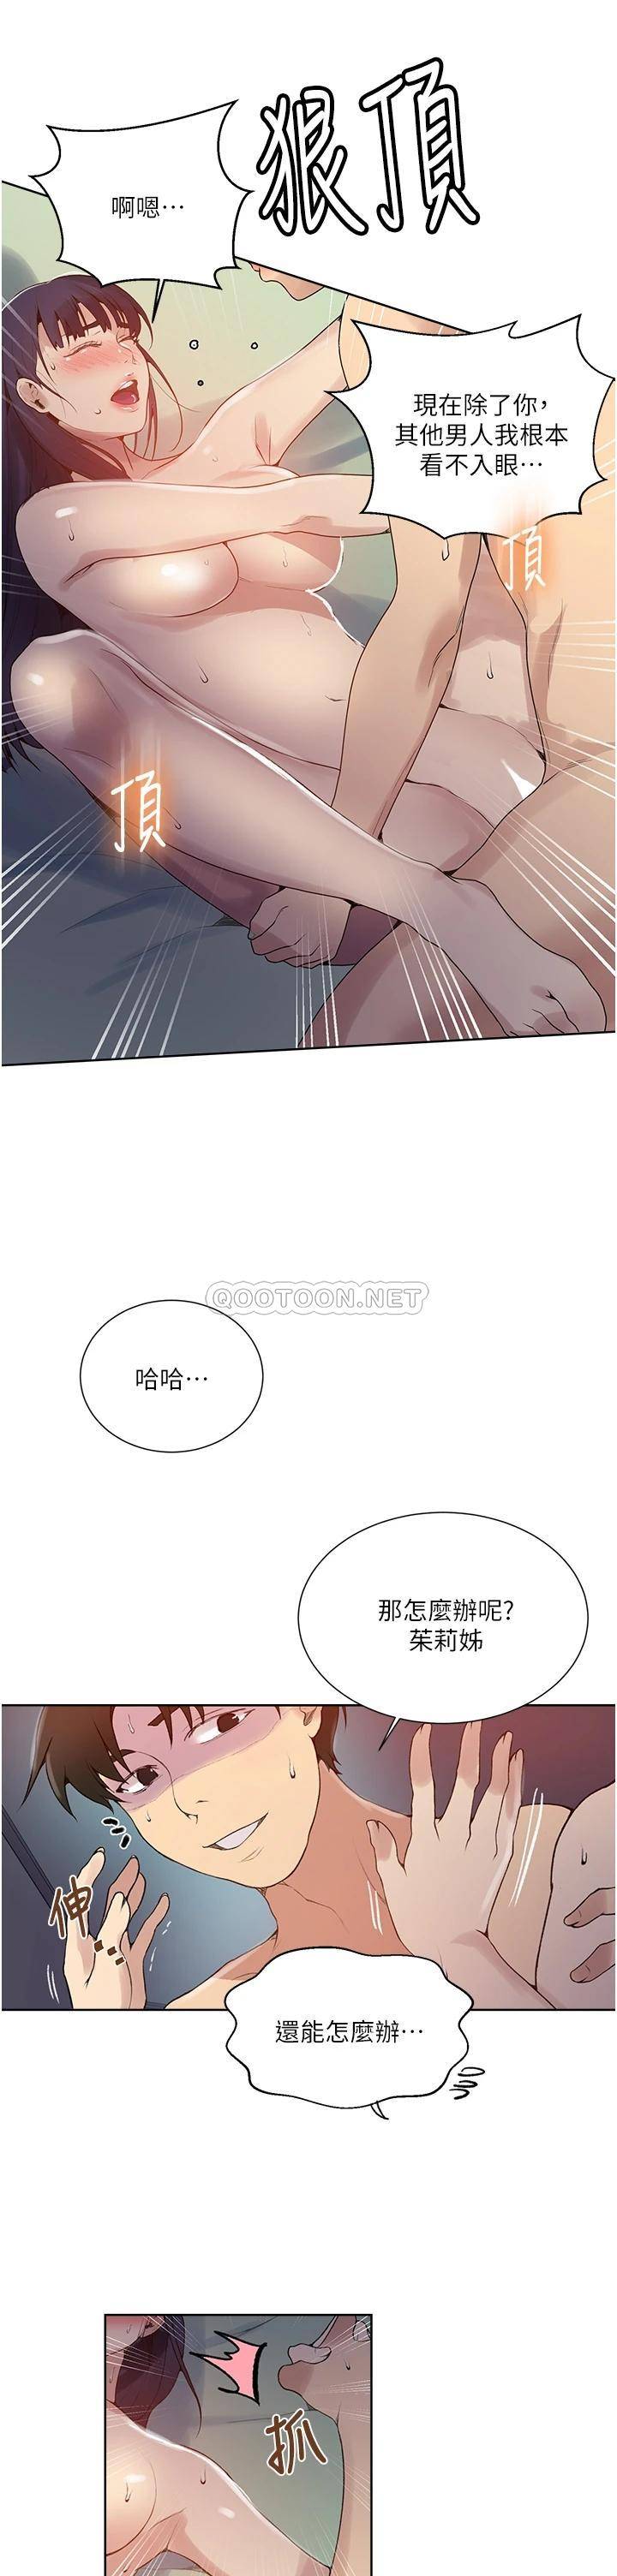 狠頂
啊嗯…
現在除了你，
其他男人我根本
看不入眼…
頂
頂
QOOTOON.NET
哈哈…
那怎麼辦呢?
茱莉姊
伸
還能怎麼辦…
抓